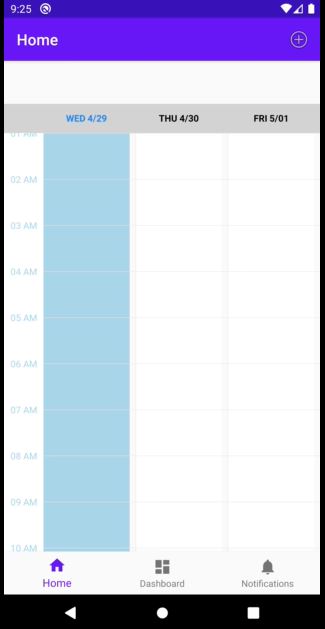 9:25
Home
WED 4/29 THU 4/30 FRI 5/01
01 AM
02 AM
03 AM
04 AM
05 AM
06 AM
07 AM
08 AM
09 AM
10 AM
Home Dashboard Notifications